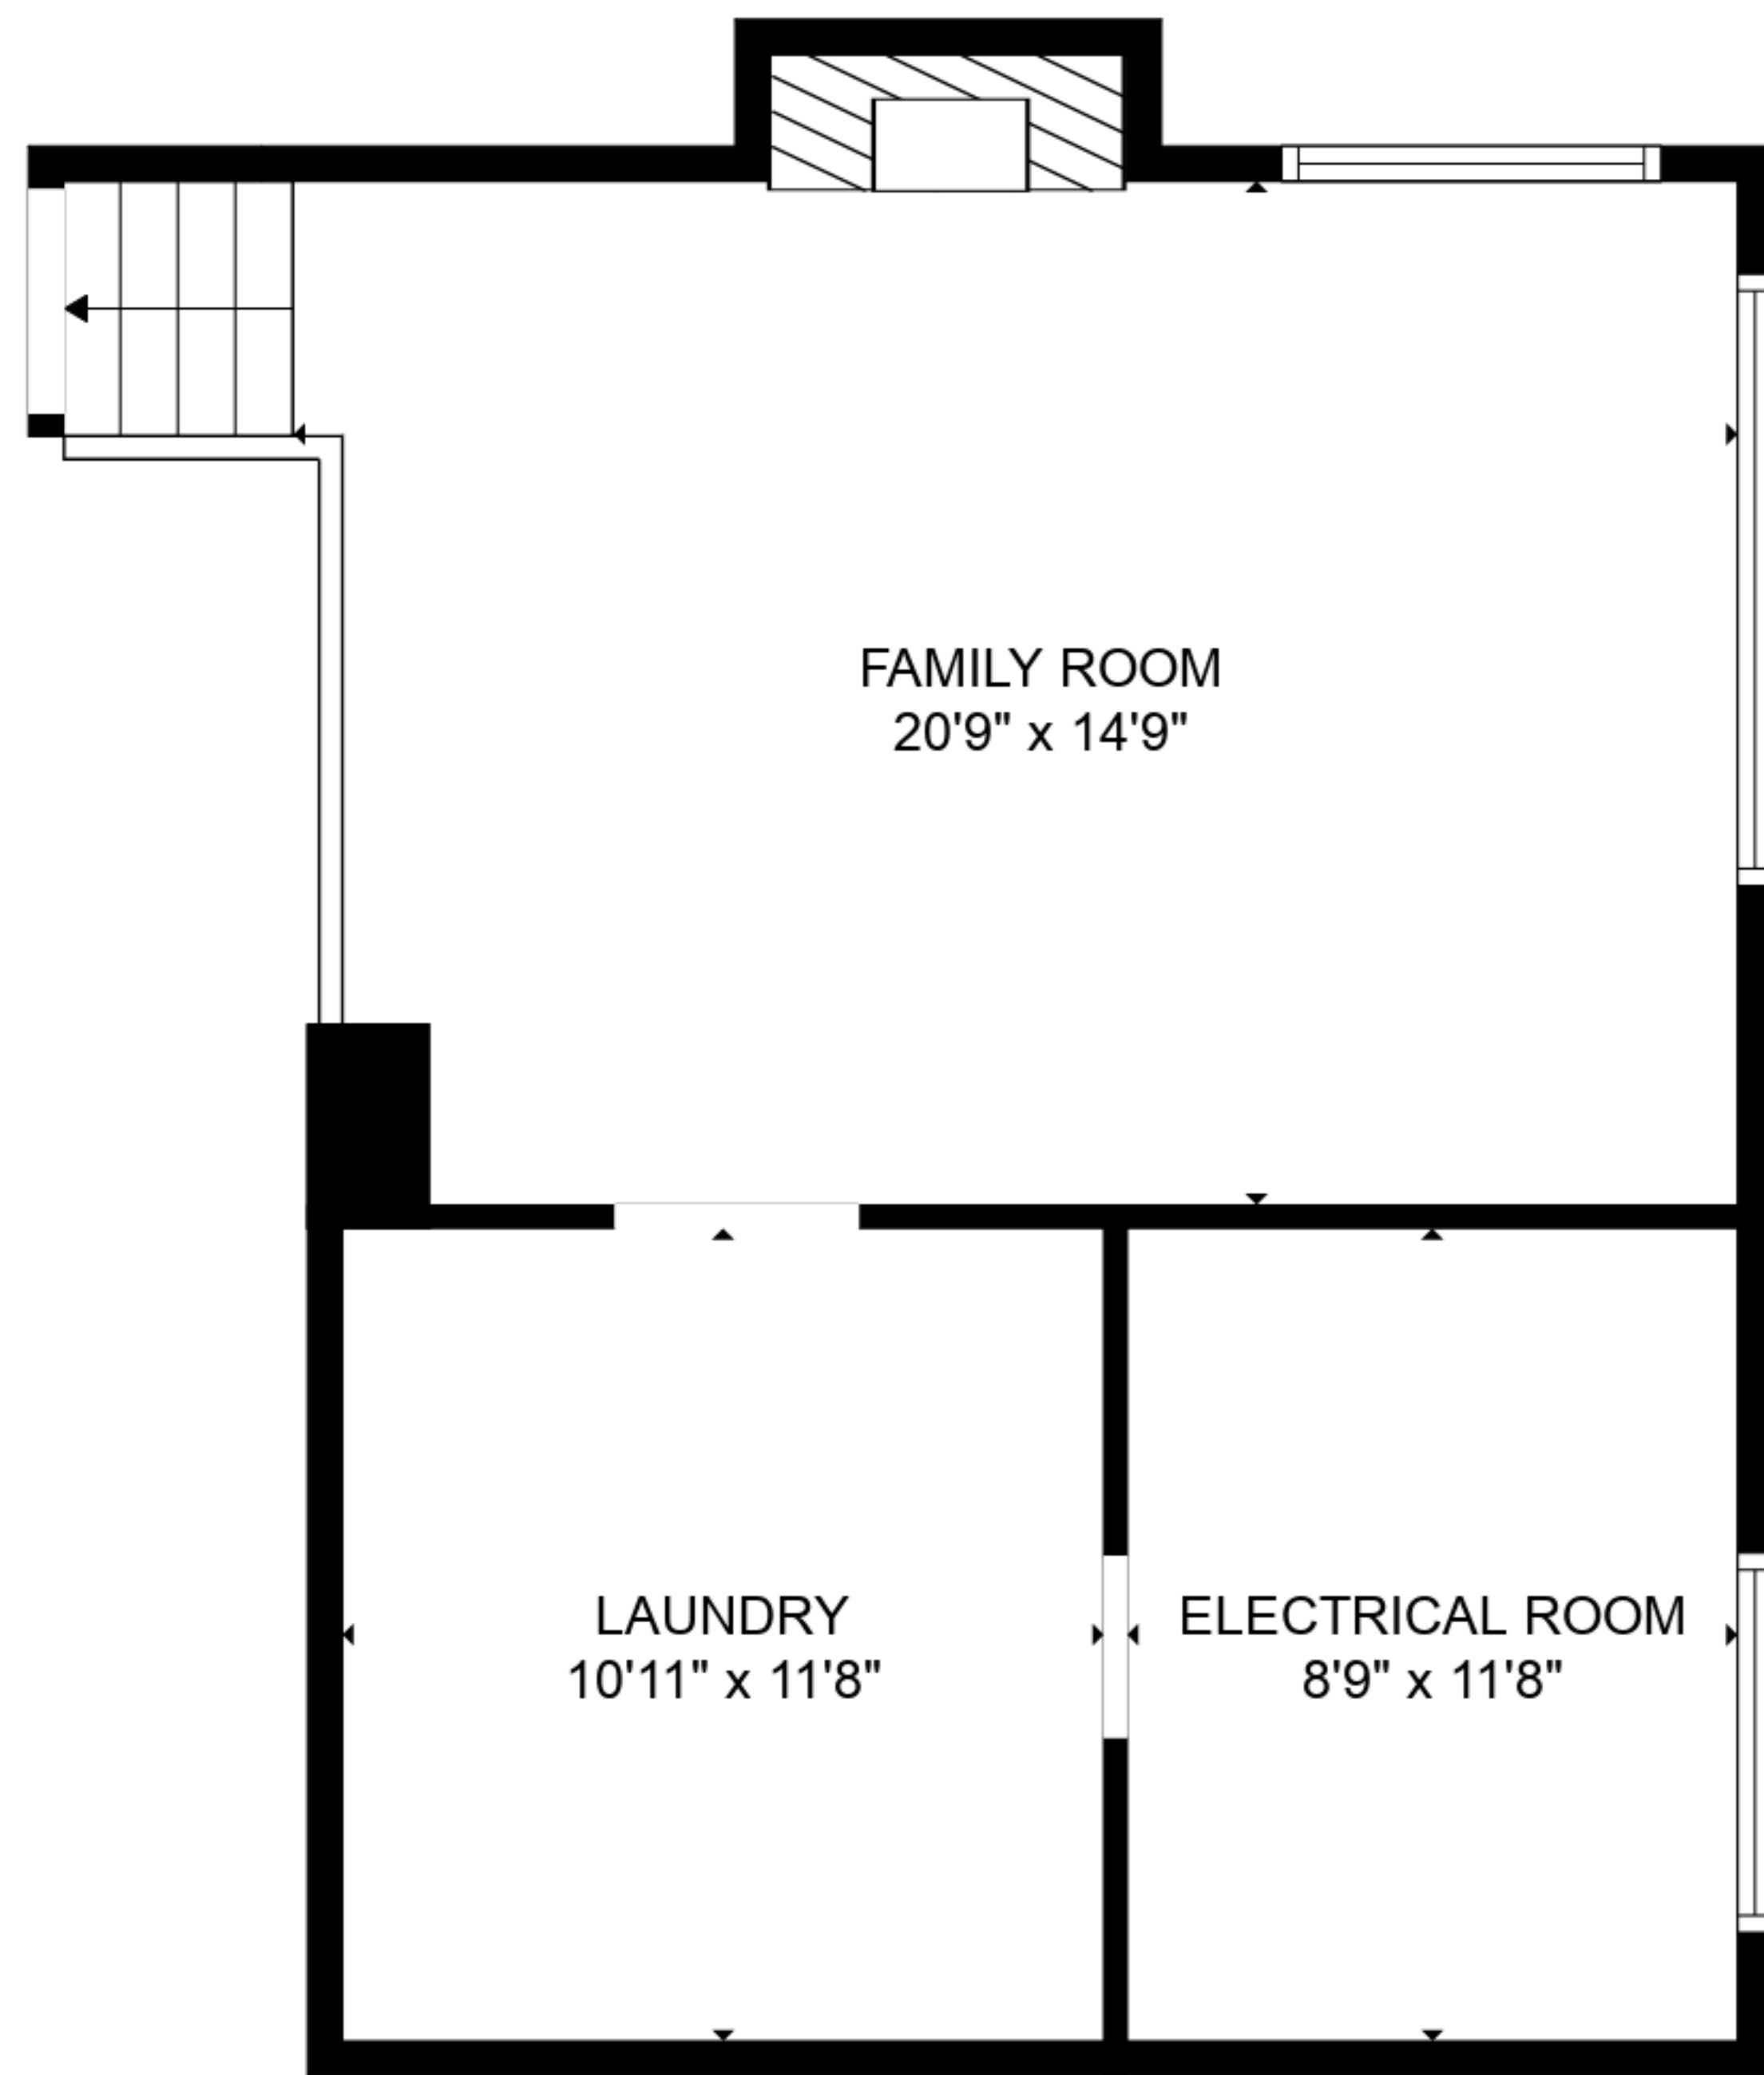 FAMILY ROOM
20'9" x 14'9"
LAUNDRY
10'11" x 11'8"
ELECTRICAL ROOM
8'9" x 11'8"